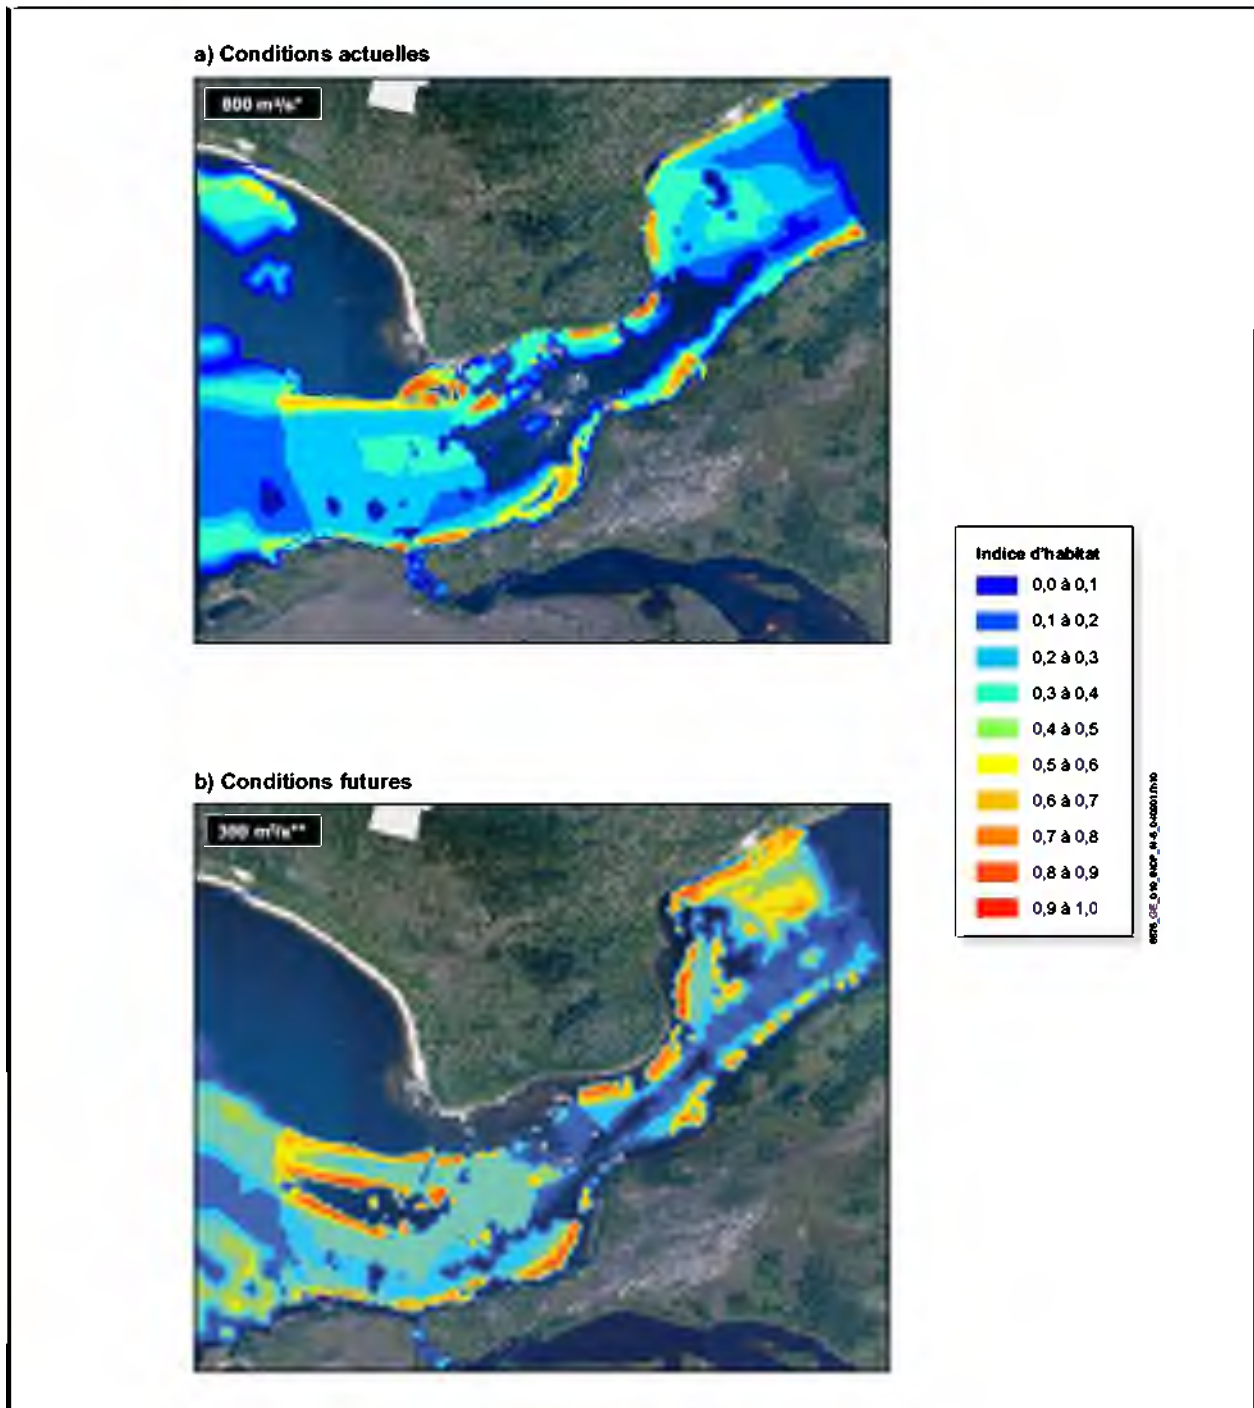 a) Conditions actuelles
800 m³/s*
Indice d'habitat
0,0 à 0,1
0,1 à 0,2
0,2 à 0,3
0,3 à 0,4
0,4 à 0,5
0,5 à 0,6
0,6 à 0,7
0,7 à 0,8
0,8 à 0,9
0,9 à 1,0
b) Conditions futures
300 m³/s**